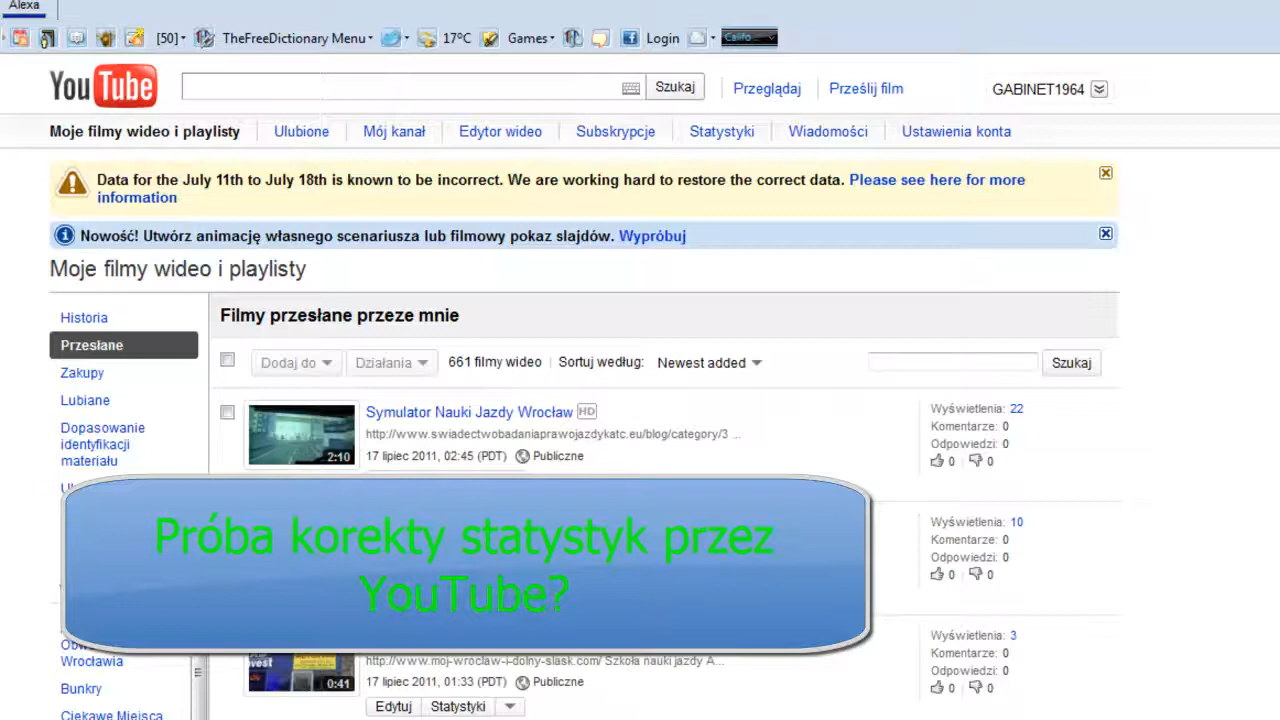 Alexa
[50] TheFreeDictionary Menu 17°C Games Login Califo...
YouTube Szukaj Przeglądaj Prześlij film GABINET1964
Moje filmy wideo i playlisty Ulubione Mój kanał Edytor wideo Subskrypcje Statystyki Wiadomości Ustawienia konta
Data for the July 11th to July 18th is known to be incorrect. We are working hard to restore the correct data. Please see here for more
information
Nowość! Utwórz animację własnego scenariusza lub filmowy pokaz slajdów. Wypróbuj
Moje filmy wideo i playlisty
Historia
Przesłane
Zakupy
Lubiane
Dopasowanie
identyfikacji
materiału
Wrocławia
Bunkry
Ciekawe Miejsca
Filmy przesłane przeze mnie
Dodaj do Działania 661 filmy wideo Sortuj według: Newest added Szukaj
Symulator Nauki Jazdy Wrocław HD
http://www.swiadectwobadaniaprawojazdykatc.eu/blog/category/3 ...
2:10
17 lipiec 2011, 02:45 (PDT) Publiczne
Wyświetlenia: 22
Komentarze: 0
Odpowiedzi: 0
0 0
Próba korekty statystyk przez
YouTube?
Wyświetlenia: 10
Komentarze: 0
Odpowiedzi: 0
0 0
http://www.moj-wroclaw-i-dolny-slask.com/ Szkoła nauki jazdy A...
0:41
17 lipiec 2011, 01:33 (PDT) Publiczne
Edytuj Statystyki
Wyświetlenia: 3
Komentarze: 0
Odpowiedzi: 0
0 0